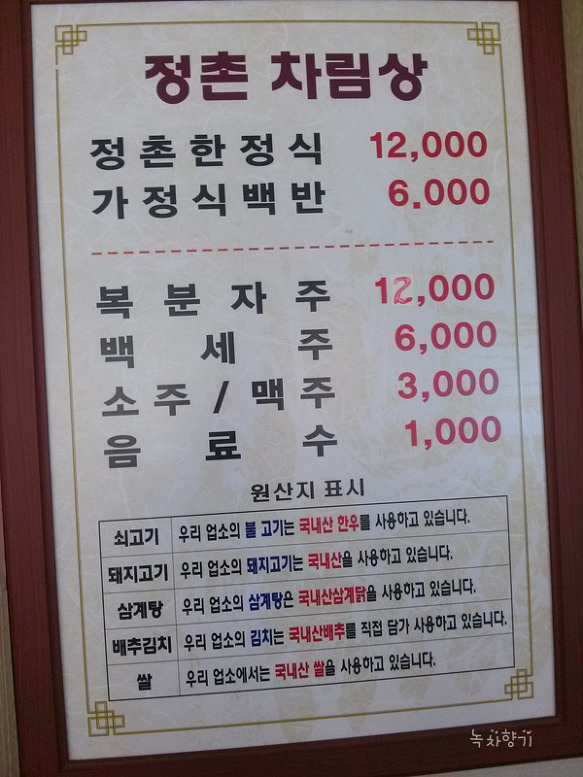 정촌 차림상
정촌한정식 12,000
가정식백반 6.000
복분자주 12,000
백세주 6,000
소주/맥주 3,000
음료수 1,000
원산지 표시
쇠고기 우리 업소의 불 고기는 국내산 한우를 사용하고 있습니다.
돼지고기 우리 업소의 돼지고기는 국내산을 사용하고 있습니다.
삼계탕 우리 업소의 삼계탕은 국내산삼계닭을 사용하고 있습니다.
배추김치 우리 업소의 김치는 국내산배추를 직접 담가 사용하고 있습니다.
쌀 우리 업소에서는 국내산 쌀을 사용하고 있습니다.
녹차향기